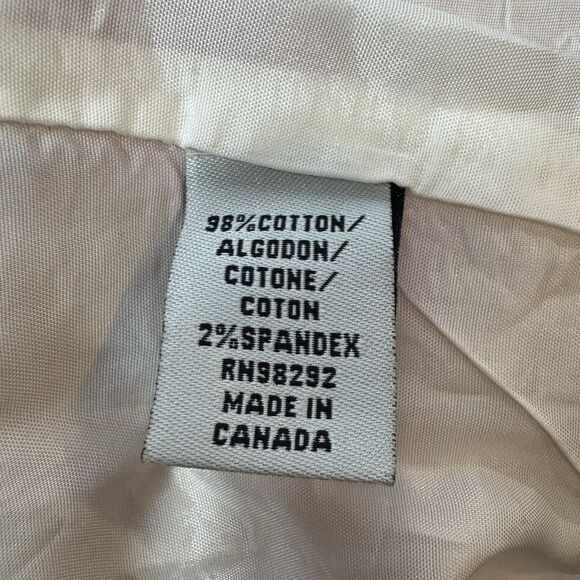 98%COTTON/
ALGODON/
COTONE/
COTON
2%SPANDEX
RN98292
MADE IN
CANADA